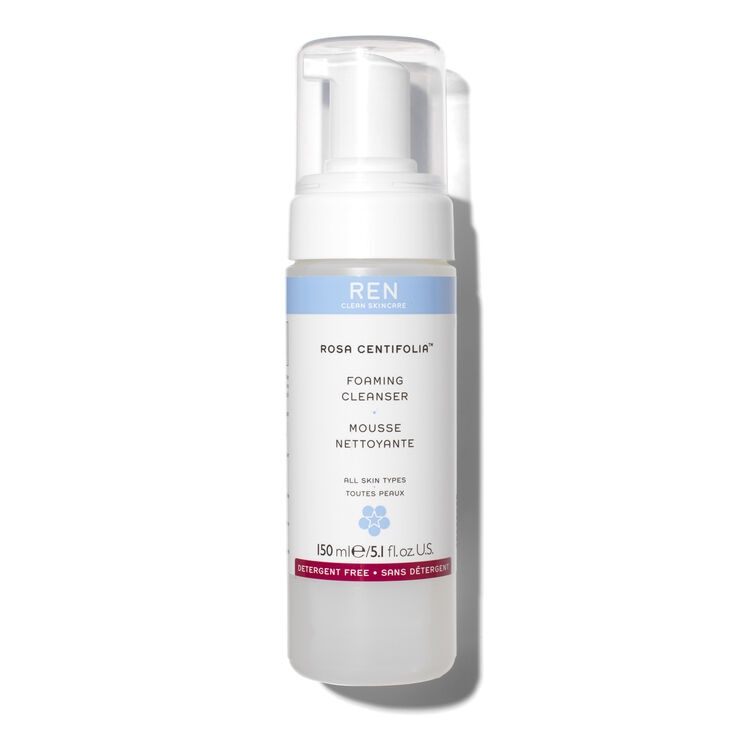 REN
CLEAN SKINCARE
ROSA CENTIFOLIA™
FOAMING
CLEANSER
MOUSSE
NETTOYANTE
ALL SKIN TYPES
TOUTES PEAUX
150 ml℮/5.1 fl.oz.U.S.
DETERGENT FREE • SANS DÉTERGENT